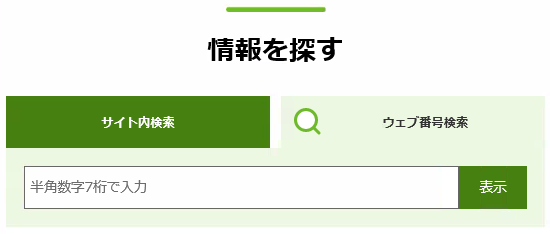 情報を探す
サイト内検索
ウェブ番号検索
半角数字7桁で入力
表示